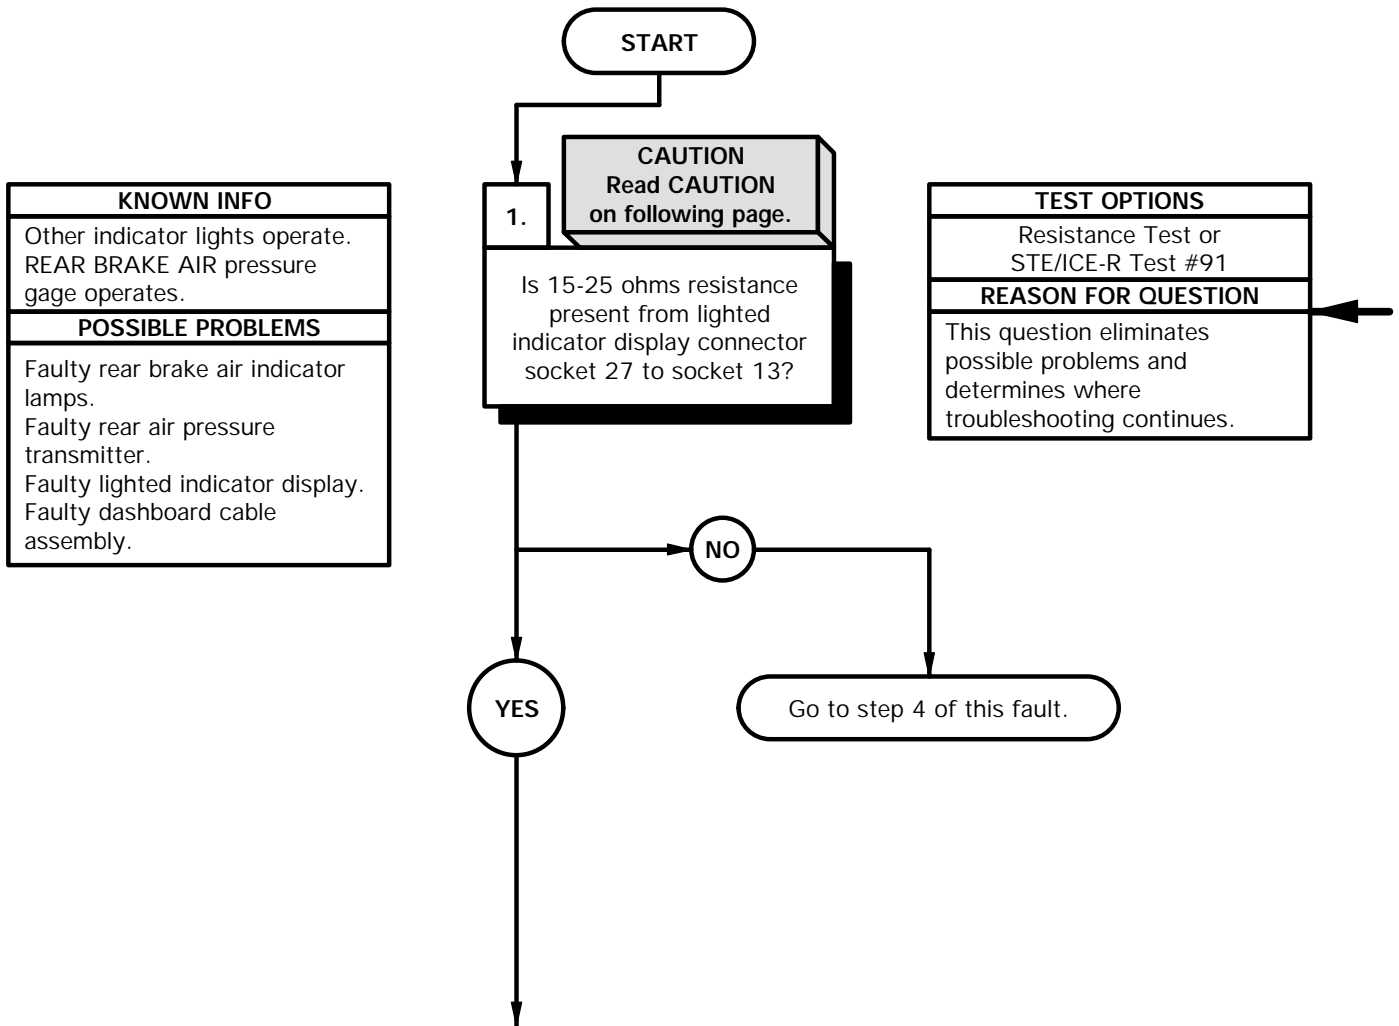 START
CAUTION
Read CAUTION
on following page.
1.
Is 15-25 ohms resistance
present from lighted
indicator display connector
socket 27 to socket 13?
KNOWN INFO
Other indicator lights operate.
REAR BRAKE AIR pressure
gage operates.
POSSIBLE PROBLEMS
Faulty rear brake air indicator
lamps.
Faulty rear air pressure
transmitter.
Faulty lighted indicator display.
Faulty dashboard cable
assembly.
TEST OPTIONS
Resistance Test or
STE/ICE-R Test #91
REASON FOR QUESTION
This question eliminates
possible problems and
determines where
troubleshooting continues.
NO
YES
Go to step 4 of this fault.